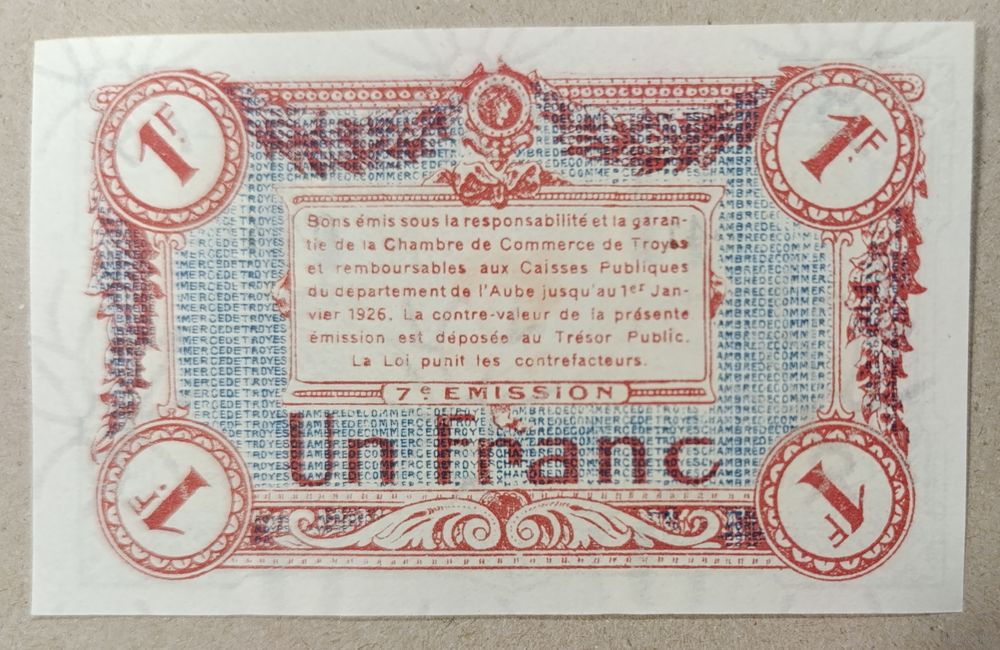 1F.
1F.
Bons émis sous la responsabilité et la garan-
tie de la Chambre de Commerce de Troyes
et remboursables aux Caisses Publiques
du département de l'Aube jusqu'au 1er Jan-
vier 1926. La contre-valeur de la présente
émission est déposée au Trésor Public.
La Loi punit les contrefacteurs.
7e EMISSION
Un Franc
1F.
1F.